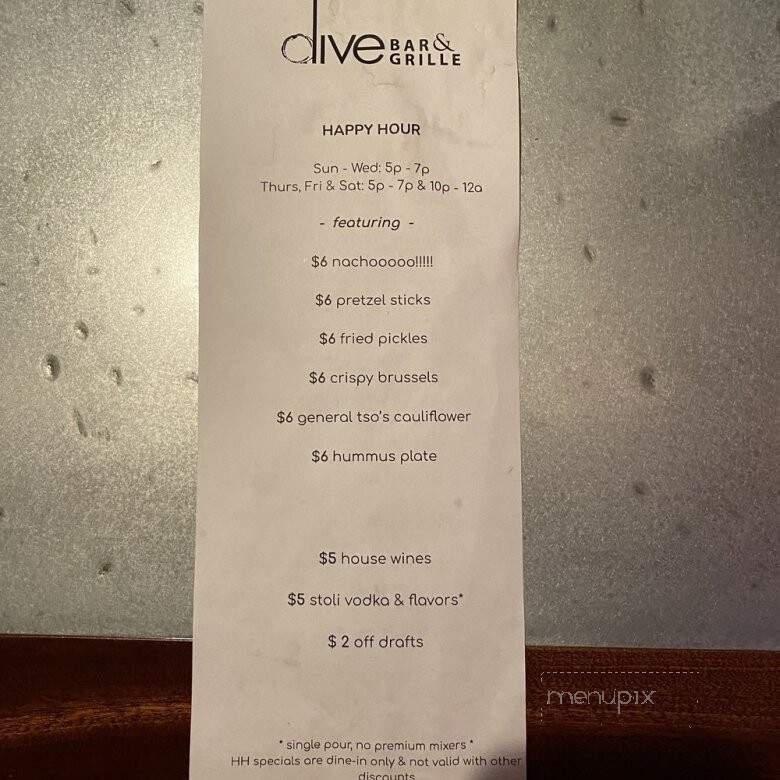 dive BAR &
GRILLE
HAPPY HOUR
Sun - Wed: 5p - 7p
Thurs, Fri & Sat: 5p - 7p & 10p - 12a
- featuring -
$6 nachooooo!!!!!
$6 pretzel sticks
$6 fried pickles
$6 crispy brussels
$6 general tso's cauliflower
$6 hummus plate
$5 house wines
$5 stoli vodka & flavors*
$ 2 off drafts
* single pour, no premium mixers *
HH specials are dine-in only & not valid with other
discounts
menupix